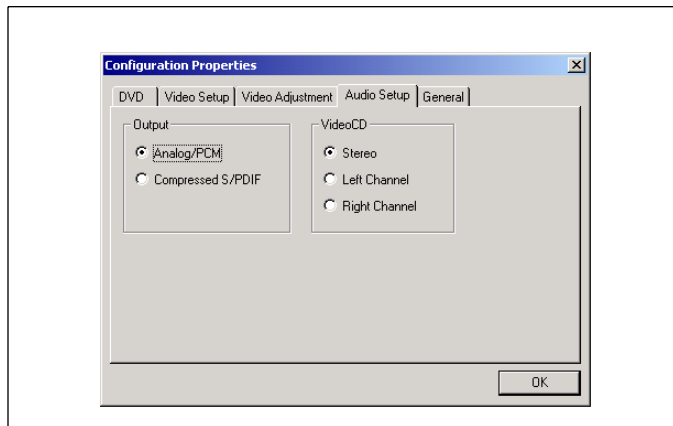 Configuration Properties
DVD Video Setup Video Adjustment Audio Setup General
Output
Analog/PCM
Compressed S/PDIF
VideoCD
Stereo
Left Channel
Right Channel
OK